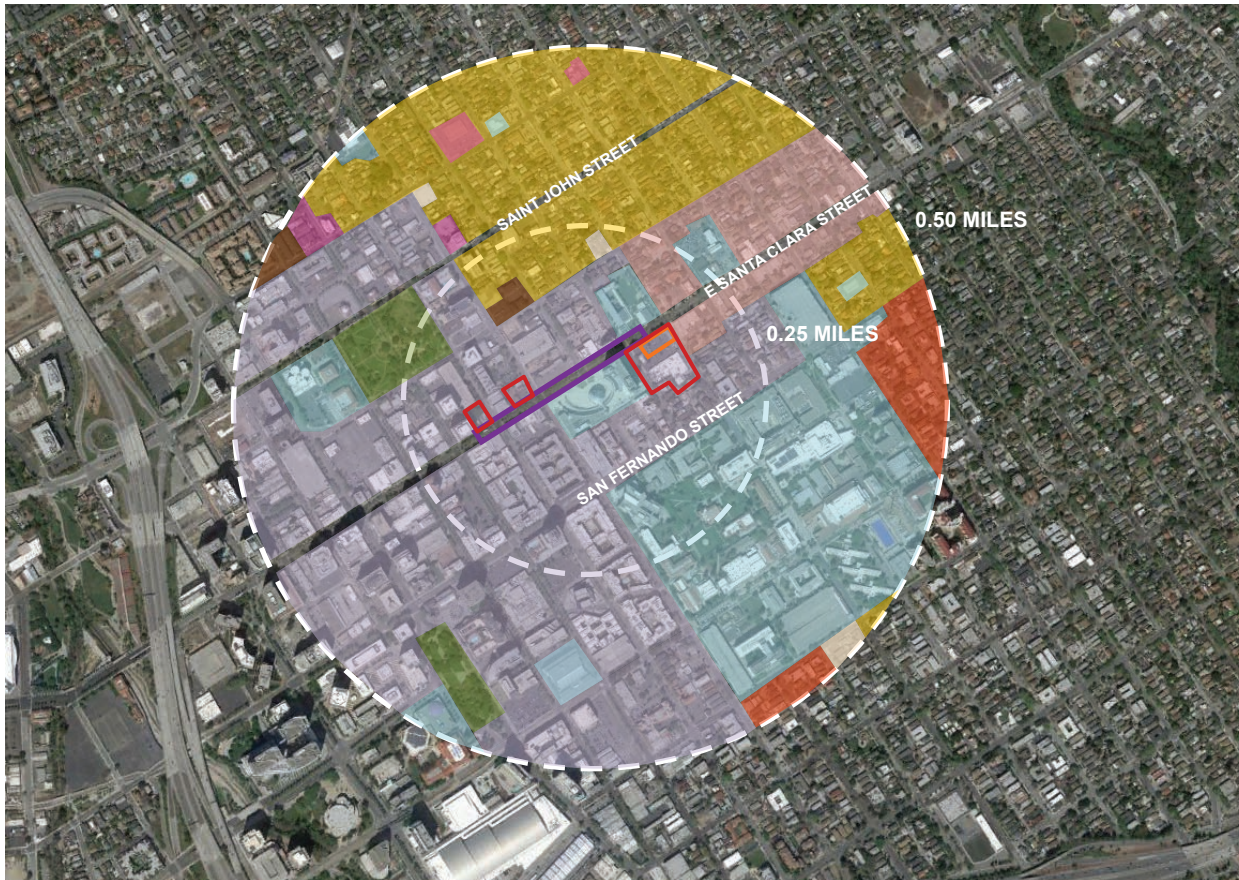 SAINT JOHN STREET
E SANTA CLARA STREET
0.50 MILES
0.25 MILES
SAN FERNANDO STREET